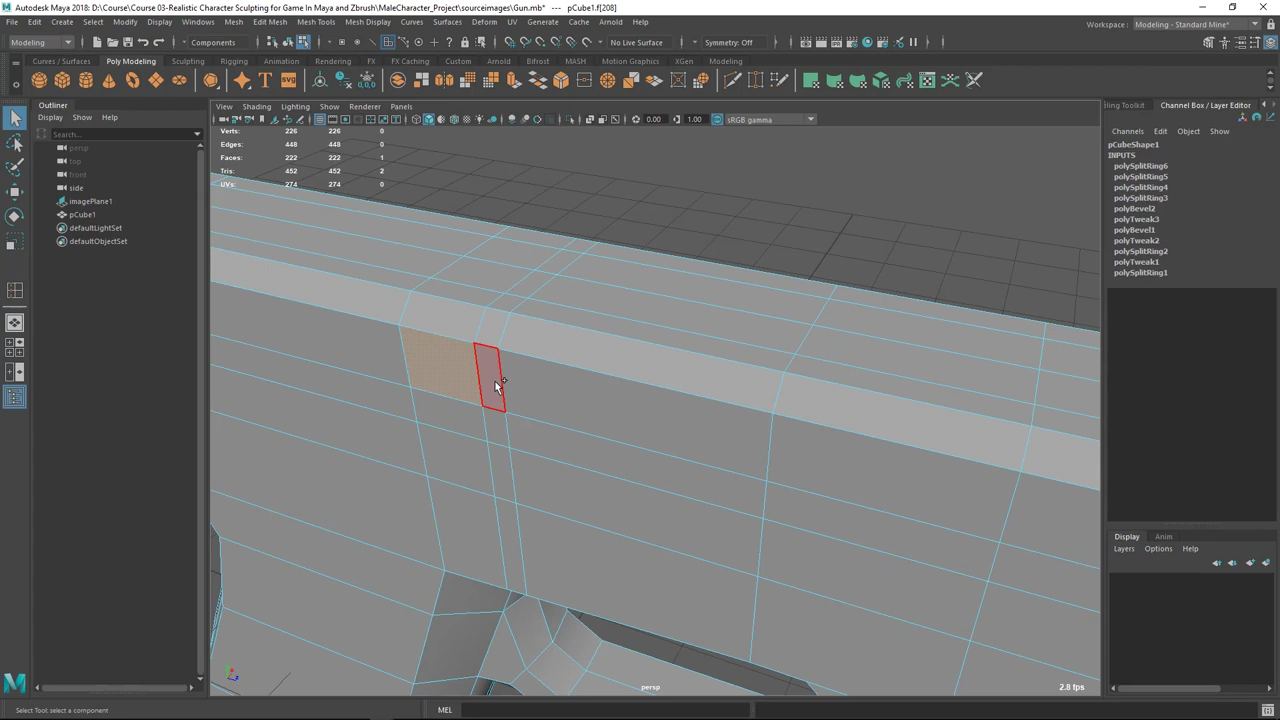 Autodesk Maya 2018: D:\Course\Course 03-Realistic Character Sculpting for Game In Maya and Zbrush\MaleCharacter_Project\sourceimages\Gun.mb* --- pCube1.f[208]
File Edit Create Select Modify Display Windows Mesh Edit Mesh Mesh Tools Mesh Display Curves Surfaces Deform UV Generate Cache Arnold Help
Workspace : Modeling - Standard Mine*
Modeling Components No Live Surface Symmetry: Off
Curves / Surfaces Poly Modeling Sculpting Rigging Animation Rendering FX FX Caching Custom Arnold Bifrost MASH Motion Graphics XGen Modeling
Outliner
Display Show Help
Search...
persp
top
front
side
imagePlane1
pCube1
defaultLightSet
defaultObjectSet
View Shading Lighting Show Renderer Panels
0.00 1.00 sRGB gamma
Verts: 226 226 0
Edges: 448 448 0
Faces: 222 222 1
Tris: 452 452 2
UVs: 274 274 0
persp
2.8 fps
ling Toolkit Channel Box / Layer Editor
Channels Edit Object Show
pCubeShape1
INPUTS
polySplitRing6
polySplitRing5
polySplitRing4
polySplitRing3
polyBevel2
polyTweak3
polyBevel1
polyTweak2
polySplitRing2
polyTweak1
polySplitRing1
Display Anim
Layers Options Help
Select Tool: select a component
MEL